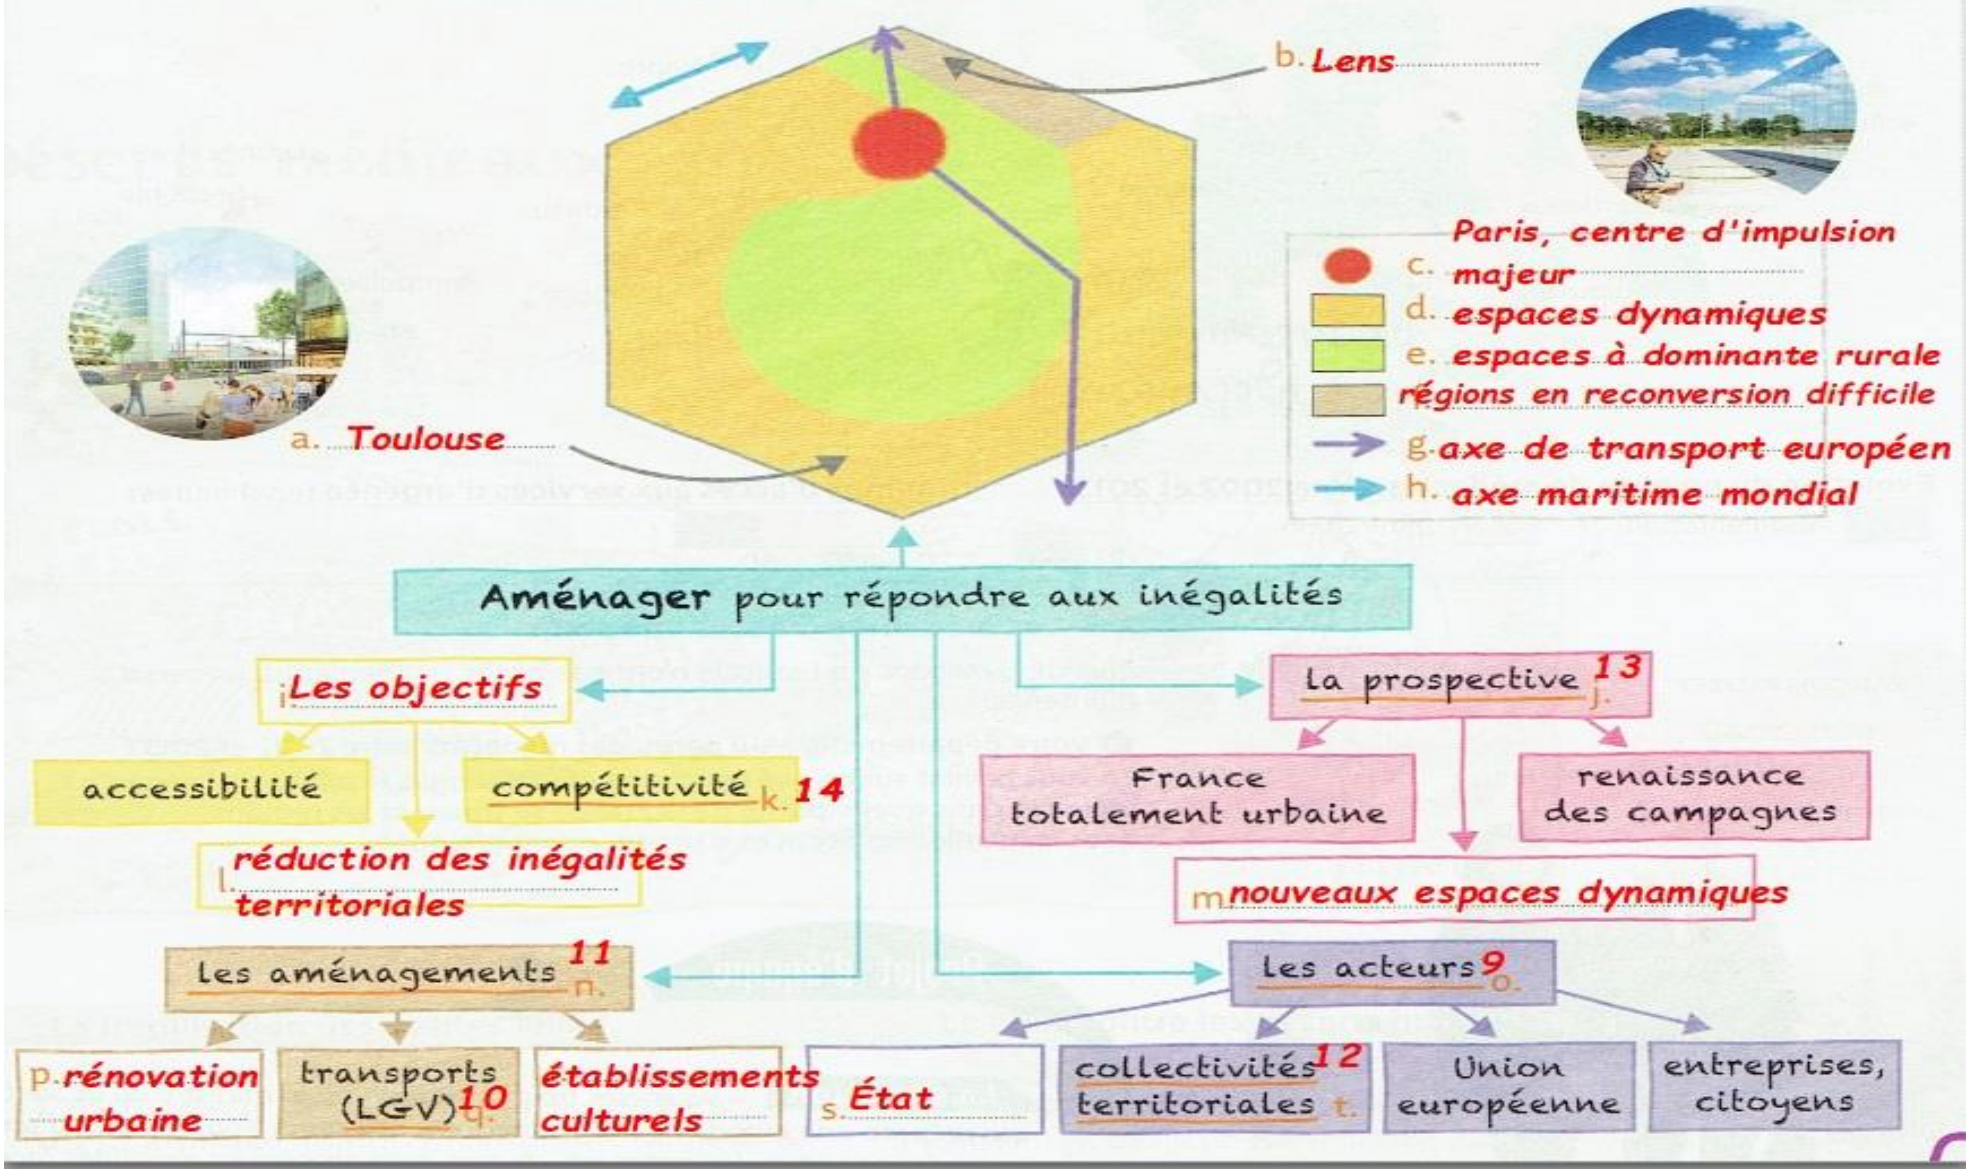 b. Lens
Paris, centre d'impulsion
c. majeur
d. espaces dynamiques
e. espaces à dominante rurale
régions en reconversion difficile
g. axe de transport européen
h. axe maritime mondial
a. Toulouse
Aménager pour répondre aux inégalités
i. Les objectifs
la prospective j. 13
accessibilité
compétitivité k. 14
France
totalement urbaine
renaissance
des campagnes
l. réduction des inégalités
territoriales
m. nouveaux espaces dynamiques
les aménagements n. 11
les acteurs o. 9
p. rénovation
urbaine
transports
(LGV) q. 10
établissements
culturels
s. État
collectivités 12
territoriales t.
Union
européenne
entreprises,
citoyens